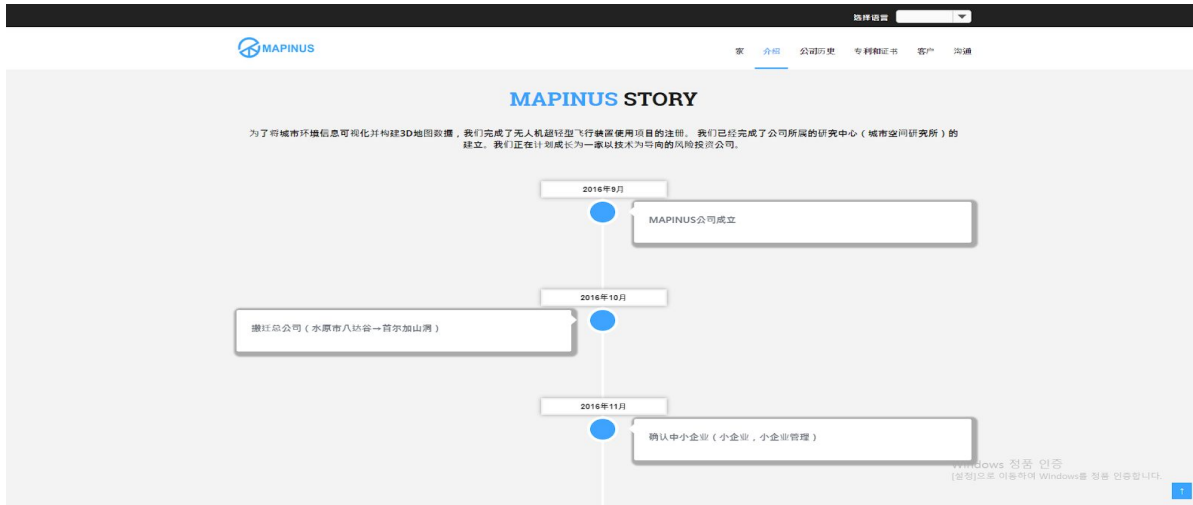 选择语言
MAPINUS
家 介绍 公司历史 专利和证书 客户 沟通
MAPINUS STORY
为了将城市环境信息可视化并构建3D地图数据，我们完成了无人机超轻型飞行装置使用项目的注册。 我们已经完成了公司所属的研究中心（城市空间研究所）的
建立。我们正在计划成长为一家以技术为导向的风险投资公司。
2016年9月
MAPINUS公司成立
2016年10月
搬迁总公司（水原市八达谷→首尔加山洞）
2016年11月
确认中小企业（小企业，小企业管理）
Windows 정품 인증
[설정]으로 이동하여 Windows를 정품 인증합니다.
↑